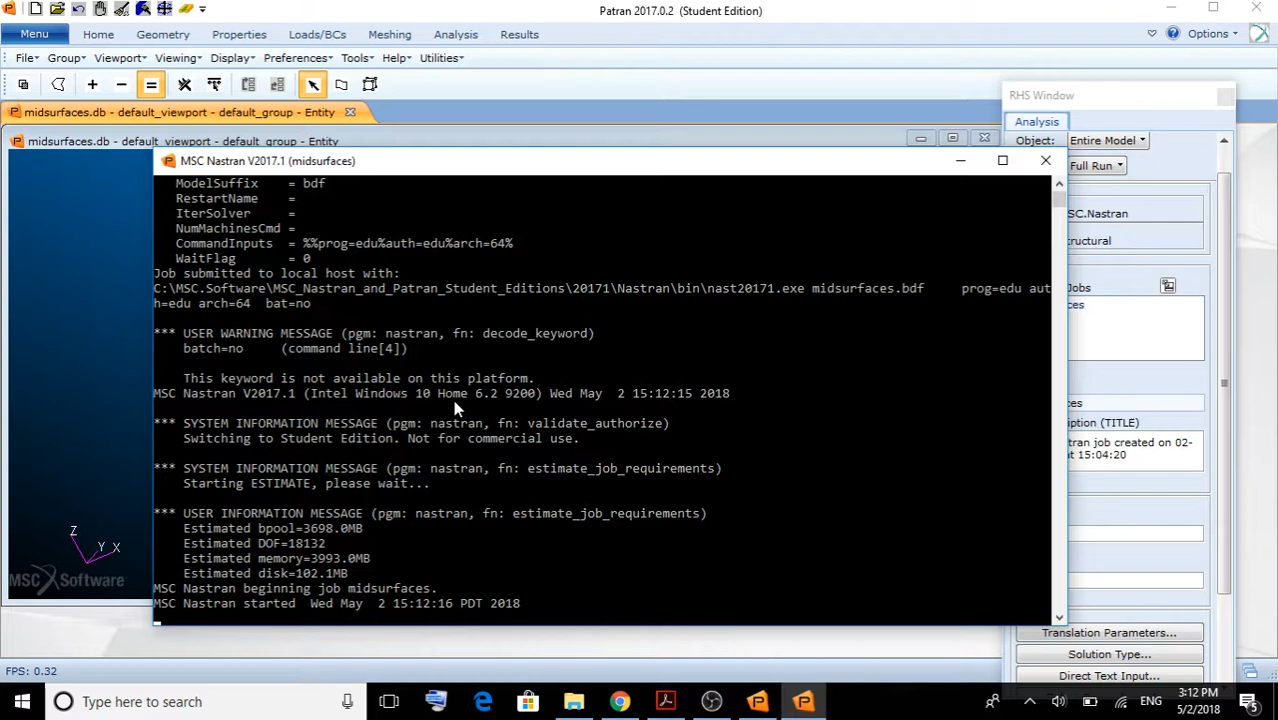 Patran 2017.0.2 (Student Edition)
Menu Home Geometry Properties Loads/BCs Meshing Analysis Results Options
File Group Viewport Viewing Display Preferences Tools Help Utilities
midsurfaces.db - default_viewport - default_group - Entity
RHS Window
Analysis
midsurfaces.db - default_viewport - default_group - Entity
Object: Entire Model
MSC Nastran V2017.1 (midsurfaces)
Full Run
ModelSuffix = bdf
RestartName =
IterSolver =
NumMachinesCmd =
CommandInputs = %%prog=edu%auth=edu%arch=64%
WaitFlag = 0
Job submitted to local host with:
C:\MSC.Software\MSC_Nastran_and_Patran_Student_Editions\20171\Nastran\bin\nast20171.exe midsurfaces.bdf prog=edu aut
h=edu arch=64 bat=no
*** USER WARNING MESSAGE (pgm: nastran, fn: decode_keyword)
batch=no (command line[4])
This keyword is not available on this platform.
MSC Nastran V2017.1 (Intel Windows 10 Home 6.2 9200) Wed May 2 15:12:15 2018
*** SYSTEM INFORMATION MESSAGE (pgm: nastran, fn: validate_authorize)
Switching to Student Edition. Not for commercial use.
*** SYSTEM INFORMATION MESSAGE (pgm: nastran, fn: estimate_job_requirements)
Starting ESTIMATE, please wait...
*** USER INFORMATION MESSAGE (pgm: nastran, fn: estimate_job_requirements)
Estimated bpool=3698.0MB
Estimated DOF=18132
Estimated memory=3993.0MB
Estimated disk=102.1MB
MSC Nastran beginning job midsurfaces.
MSC Nastran started Wed May 2 15:12:16 PDT 2018
SC.Nastran
uctural
Jobs
ces
ces
ription (TITLE)
tran job created on 02-
at 15:04:20
Translation Parameters...
Solution Type...
Direct Text Input...
Z
Y X
MSC Software
FPS: 0.32
Type here to search
ENG
3:12 PM
5/2/2018
5